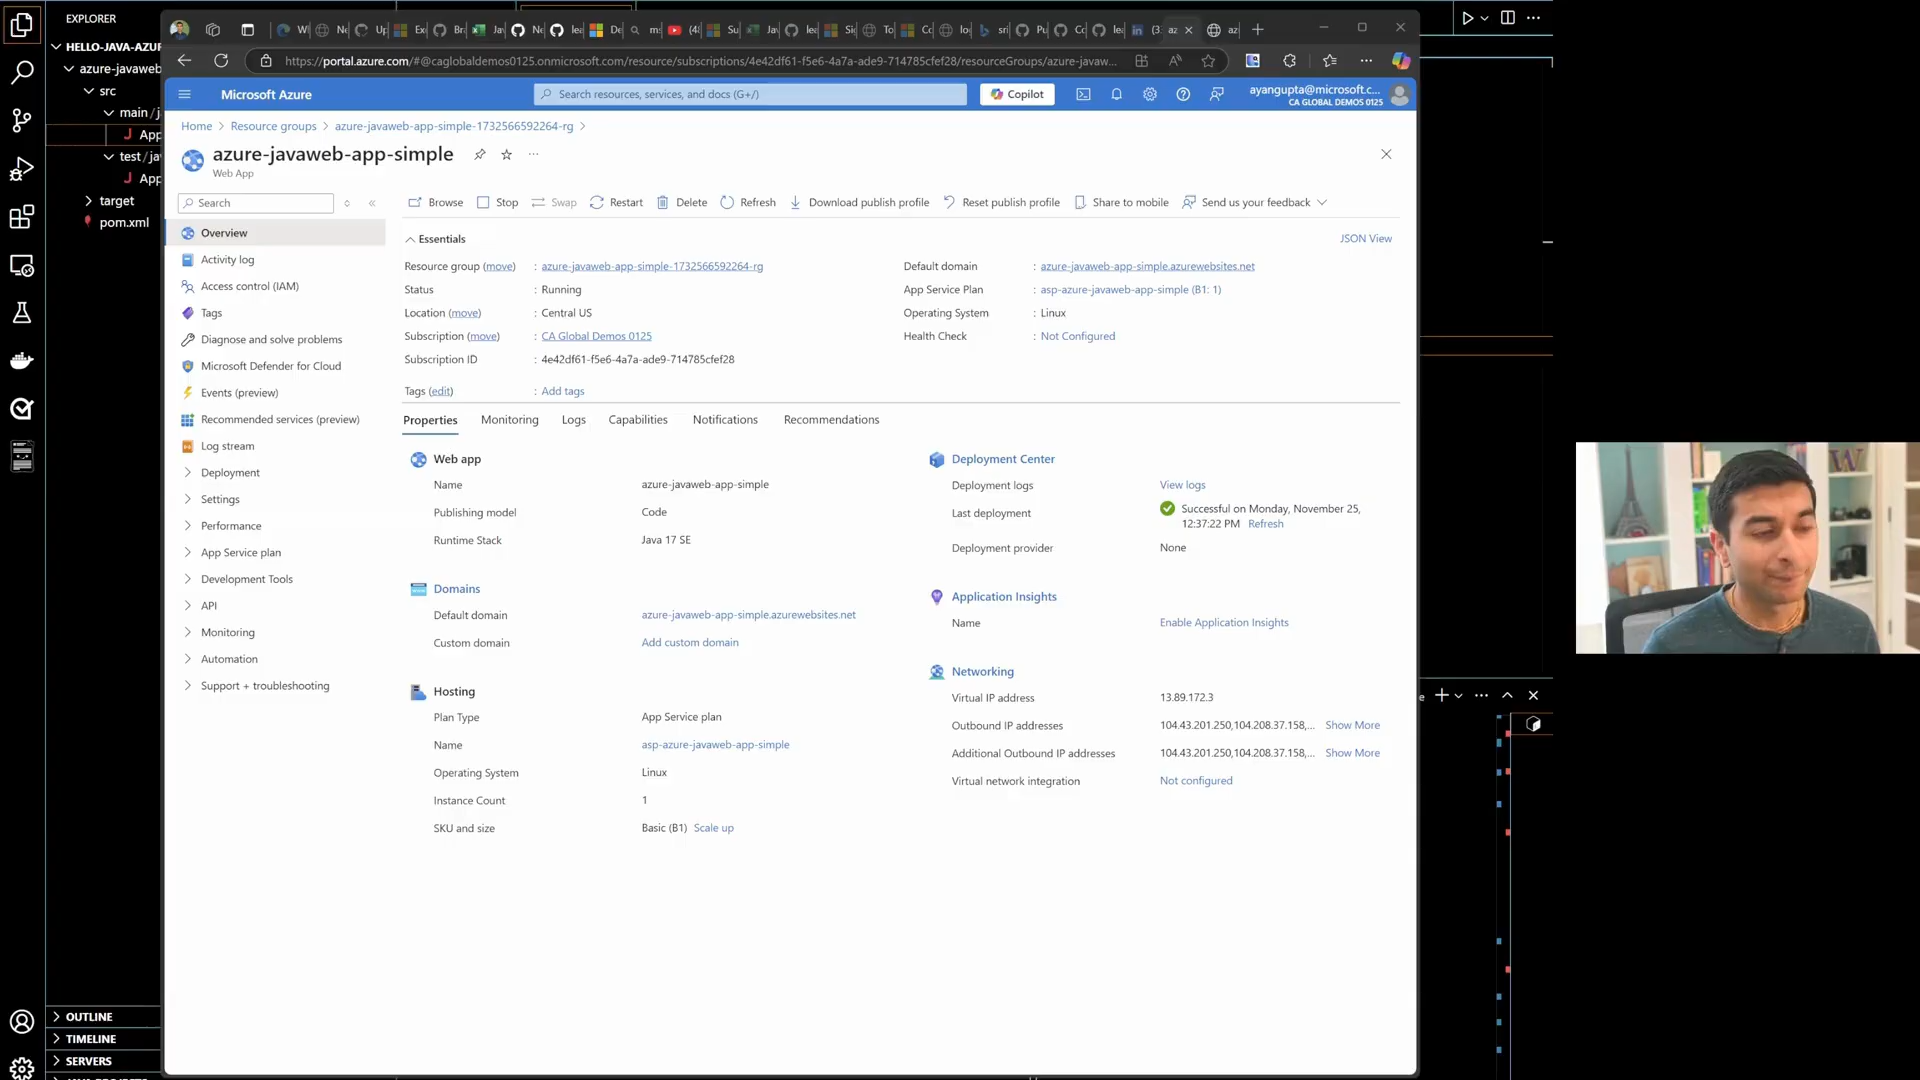 EXPLORER
HELLO-JAVA-AZUR
azure-javaweb
src
main / j
App
test / ja
App
target
pom.xml
OUTLINE
TIMELINE
SERVERS
https://portal.azure.com/#@caglobaldemos0125.onmicrosoft.com/resource/subscriptions/4e42df61-f5e6-4a7a-ade9-714785cfef28/resourceGroups/azure-javaw...
Microsoft Azure
Search resources, services, and docs (G+/)
Copilot
ayangupta@microsoft.c...
CA GLOBAL DEMOS 0125
Home > Resource groups > azure-javaweb-app-simple-1732566592264-rg >
azure-javaweb-app-simple
Web App
Search
Overview
Activity log
Access control (IAM)
Tags
Diagnose and solve problems
Microsoft Defender for Cloud
Events (preview)
Recommended services (preview)
Log stream
Deployment
Settings
Performance
App Service plan
Development Tools
API
Monitoring
Automation
Support + troubleshooting
Browse Stop Swap Restart Delete Refresh Download publish profile Reset publish profile Share to mobile Send us your feedback
Essentials
JSON View
Resource group (move) : azure-javaweb-app-simple-1732566592264-rg
Status : Running
Location (move) : Central US
Subscription (move) : CA Global Demos 0125
Subscription ID : 4e42df61-f5e6-4a7a-ade9-714785cfef28
Default domain : azure-javaweb-app-simple.azurewebsites.net
App Service Plan : asp-azure-javaweb-app-simple (B1: 1)
Operating System : Linux
Health Check : Not Configured
Tags (edit) : Add tags
Properties Monitoring Logs Capabilities Notifications Recommendations
Web app
Name azure-javaweb-app-simple
Publishing model Code
Runtime Stack Java 17 SE
Domains
Default domain azure-javaweb-app-simple.azurewebsites.net
Custom domain Add custom domain
Hosting
Plan Type App Service plan
Name asp-azure-javaweb-app-simple
Operating System Linux
Instance Count 1
SKU and size Basic (B1) Scale up
Deployment Center
Deployment logs View logs
Last deployment Successful on Monday, November 25,
12:37:22 PM Refresh
Deployment provider None
Application Insights
Name Enable Application Insights
Networking
Virtual IP address 13.89.172.3
Outbound IP addresses 104.43.201.250,104.208.37.158,... Show More
Additional Outbound IP addresses 104.43.201.250,104.208.37.158,... Show More
Virtual network integration Not configured